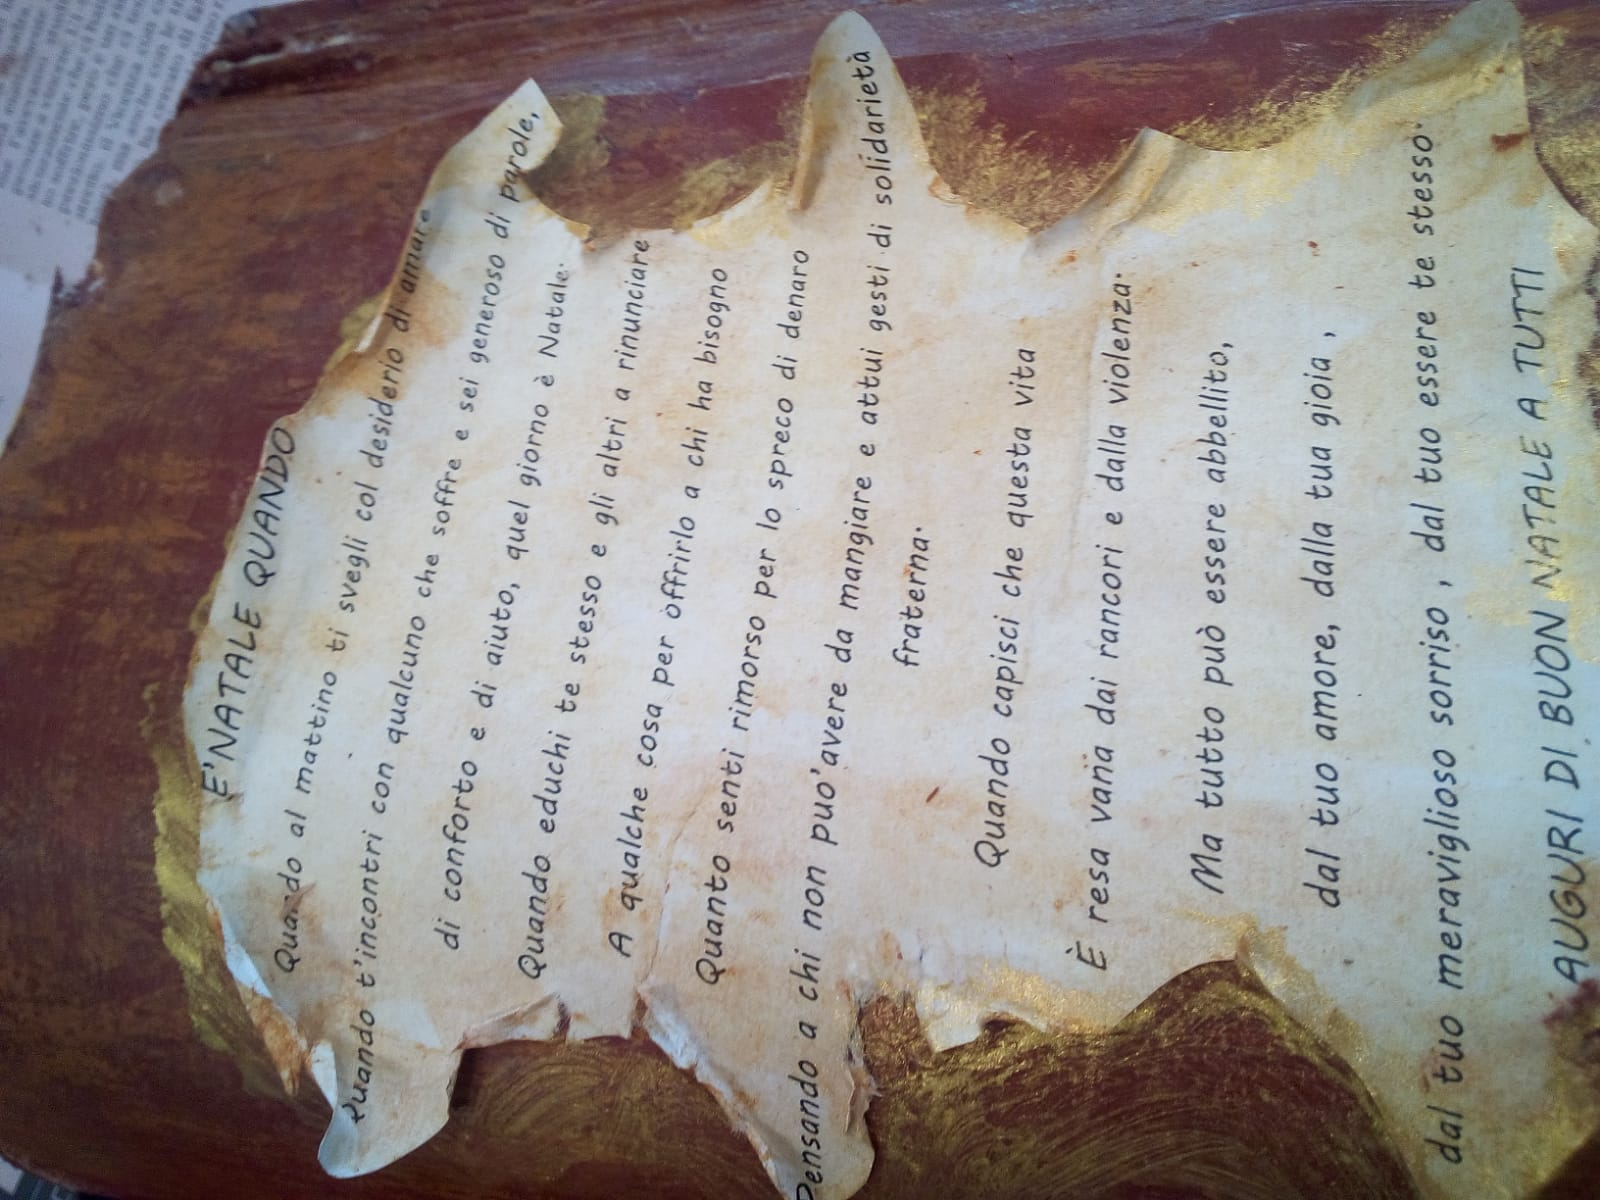 E'NATALE QUANDO
Quando al mattino ti svegli col desiderio di amare
Quando t'incontri con qualcuno che soffre e sei generoso di parole,
di conforto e di aiuto, quel giorno è Natale.
Quando educhi te stesso e gli altri a rinunciare
A qualche cosa per offrirlo a chi ha bisogno
Quanto senti rimorso per lo spreco di denaro
Pensando a chi non puo'avere da mangiare e attui gesti di solidarietà
fraterna.
Quando capisci che questa vita
È resa vana dai rancori e dalla violenza.
Ma tutto può essere abbellito,
dal tuo amore, dalla tua gioia ,
dal tuo meraviglioso sorriso , dal tuo essere te stesso.
AUGURI DI BUON NATALE A TUTTI